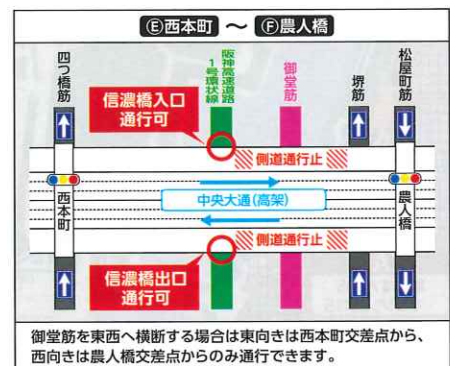 Ⓔ西本町 ～ Ⓕ農人橋
四つ橋筋
阪神高速道路
1号環状線
御堂筋
堺筋
松屋町筋
信濃橋入口
通行可
側道通行止
西本町
中央大通(高架)
農人橋
側道通行止
信濃橋出口
通行可
御堂筋を東西へ横断する場合は東向きは西本町交差点から、
西向きは農人橋交差点からのみ通行できます。